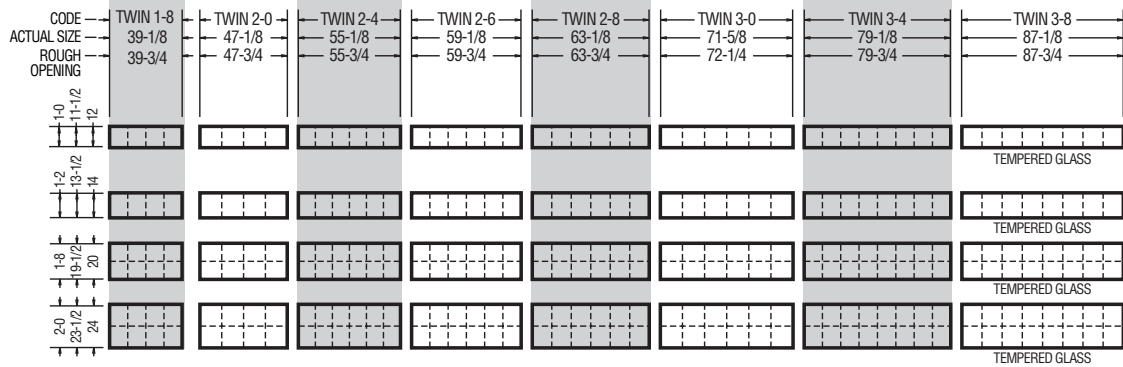 CODE TWIN 1-8 TWIN 2-0 TWIN 2-4 TWIN 2-6 TWIN 2-8 TWIN 3-0 TWIN 3-4 TWIN 3-8
ACTUAL SIZE 39-1/8 47-1/8 55-1/8 59-1/8 63-1/8 71-5/8 79-1/8 87-1/8
ROUGH OPENING 39-3/4 47-3/4 55-3/4 59-3/4 63-3/4 72-1/4 79-3/4 87-3/4
1-0 11-1/2 12
TEMPERED GLASS
1-2 13-1/2 14
TEMPERED GLASS
1-8 19-1/2 20
TEMPERED GLASS
2-0 23-1/2 24
TEMPERED GLASS